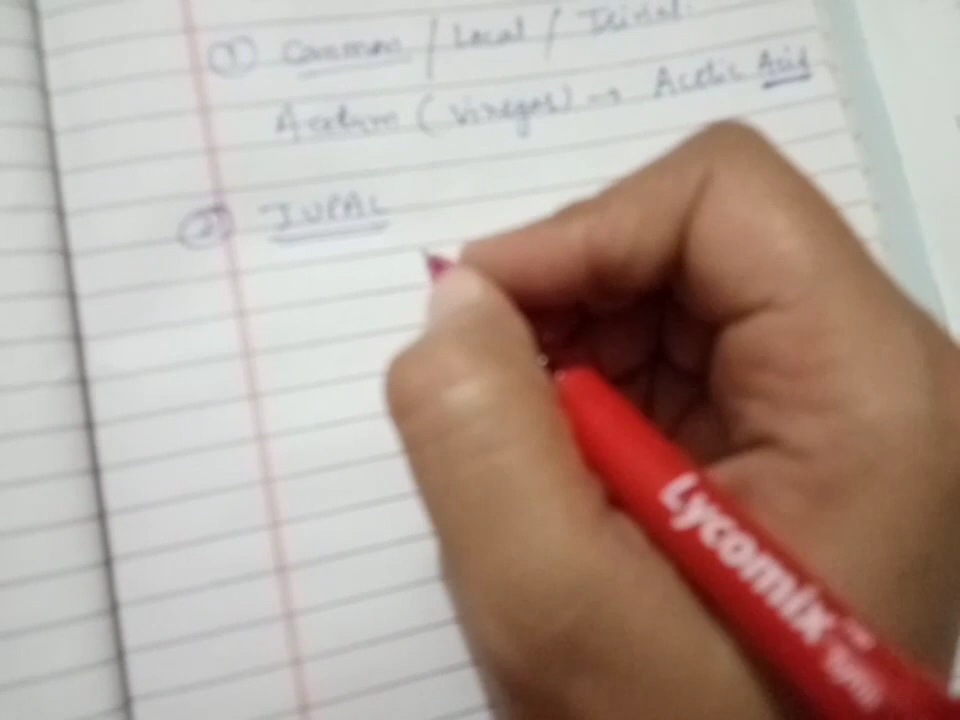 ① Common / Local / Trivial.
Acetum (Vinegar) → Acetic Acid
② IUPAC
Lycomix